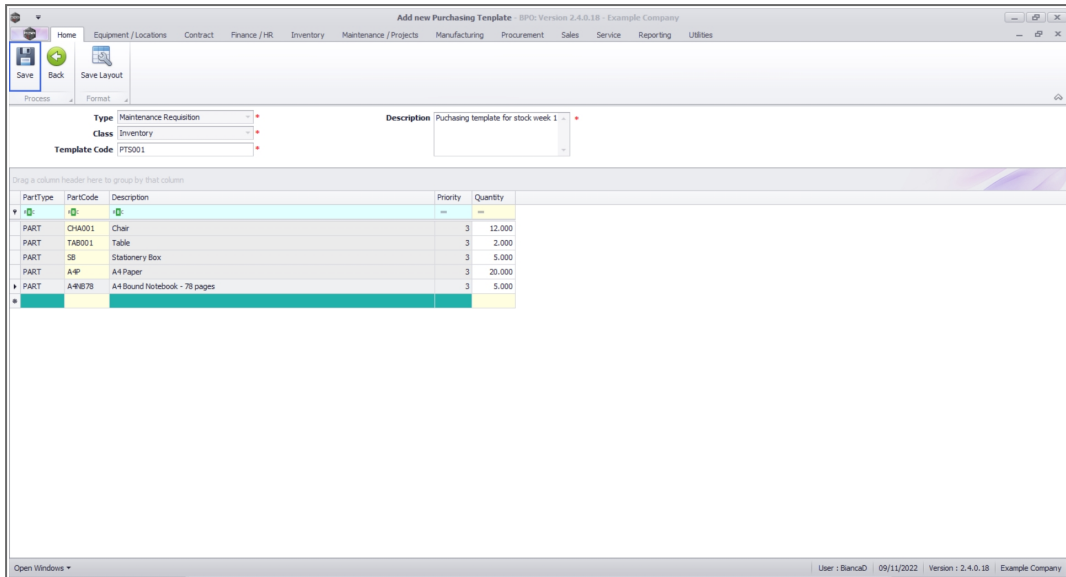 Add new Purchasing Template - BPO: Version 2.4.0.18 - Example Company
Home Equipment / Locations Contract Finance / HR Inventory Maintenance / Projects Manufacturing Procurement Sales Service Reporting Utilities
Save Back Save Layout
Process Format
Type Maintenance Requisition * Description Puchasing template for stock week 1 *
Class Inventory *
Template Code PTS001 *
Drag a column header here to group by that column
PartType PartCode Description Priority Quantity
PART CHA001 Chair 3 12.000
PART TAB001 Table 3 2.000
PART SB Stationery Box 3 5.000
PART A4P A4 Paper 3 20.000
PART A4NB78 A4 Bound Notebook - 78 pages 3 5.000
Open Windows User : BiancaD 09/11/2022 Version : 2.4.0.18 Example Company